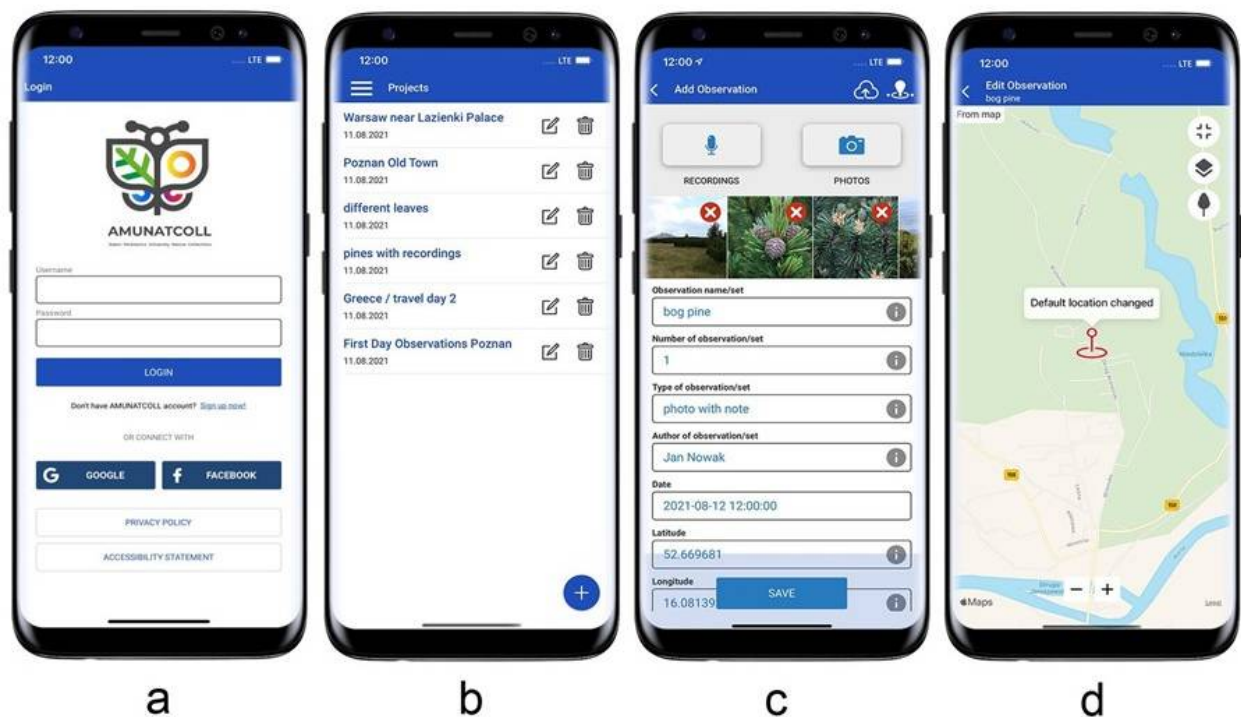 12:00 LTE
Login
AMUNATCOLL
Username
Password
LOGIN
Don't have AMUNATCOLL account? Sign up now!
OR CONNECT WITH
G GOOGLE f FACEBOOK
PRIVACY POLICY
ACCESSIBILITY STATEMENT
a
12:00 LTE
Projects
Warsaw near Lazienki Palace
11.08.2021
Poznan Old Town
11.08.2021
different leaves
11.08.2021
pines with recordings
11.08.2021
Greece / travel day 2
11.08.2021
First Day Observations Poznan
11.08.2021
+
b
12:00 LTE
Add Observation
RECORDINGS PHOTOS
Observation name/set
bog pine
Number of observation/set
1
Type of observation/set
photo with note
Author of observation/set
Jan Nowak
Date
2021-08-12 12:00:00
Latitude
52.669681
Longitude
16.08139
SAVE
c
12:00 LTE
Edit Observation
bog pine
From map
Default location changed
Maps
Legal
d